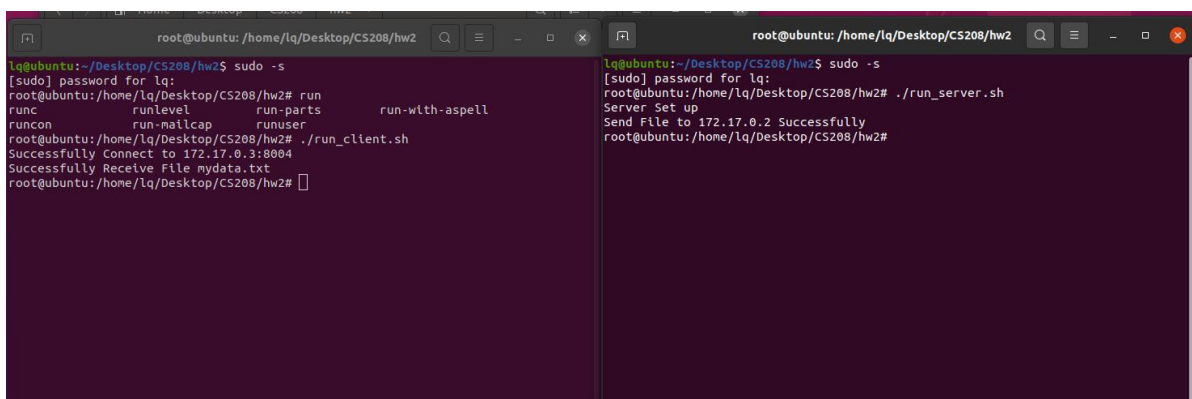 Home Desktop CS208 hw2
root@ubuntu: /home/lq/Desktop/CS208/hw2
lq@ubuntu:~/Desktop/CS208/hw2$ sudo -s
[sudo] password for lq:
root@ubuntu:/home/lq/Desktop/CS208/hw2# run
runc runlevel run-parts run-with-aspell
runcon run-mailcap runuser
root@ubuntu:/home/lq/Desktop/CS208/hw2# ./run_client.sh
Successfully Connect to 172.17.0.3:8004
Successfully Receive File mydata.txt
root@ubuntu:/home/lq/Desktop/CS208/hw2#
root@ubuntu: /home/lq/Desktop/CS208/hw2
lq@ubuntu:~/Desktop/CS208/hw2$ sudo -s
[sudo] password for lq:
root@ubuntu:/home/lq/Desktop/CS208/hw2# ./run_server.sh
Server Set up
Send File to 172.17.0.2 Successfully
root@ubuntu:/home/lq/Desktop/CS208/hw2#